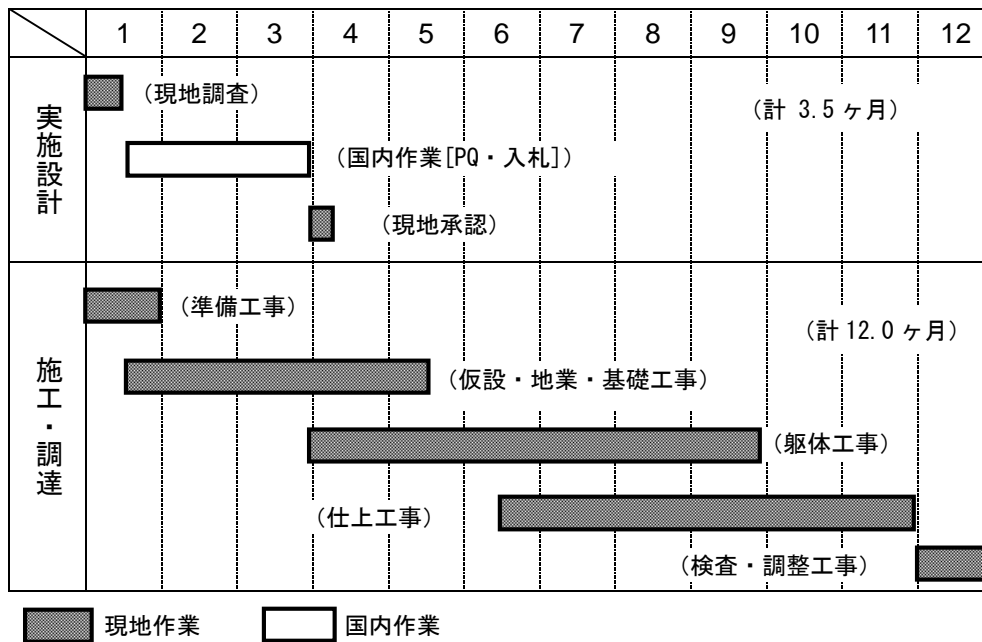 1 2 3 4 5 6 7 8 9 10 11 12
実施設計
（現地調査）
（計 3.5 ヶ月）
（国内作業[PQ・入札]）
（現地承認）
施工・調達
（準備工事）
（計 12.0 ヶ月）
（仮設・地業・基礎工事）
（躯体工事）
（仕上工事）
（検査・調整工事）
現地作業 国内作業